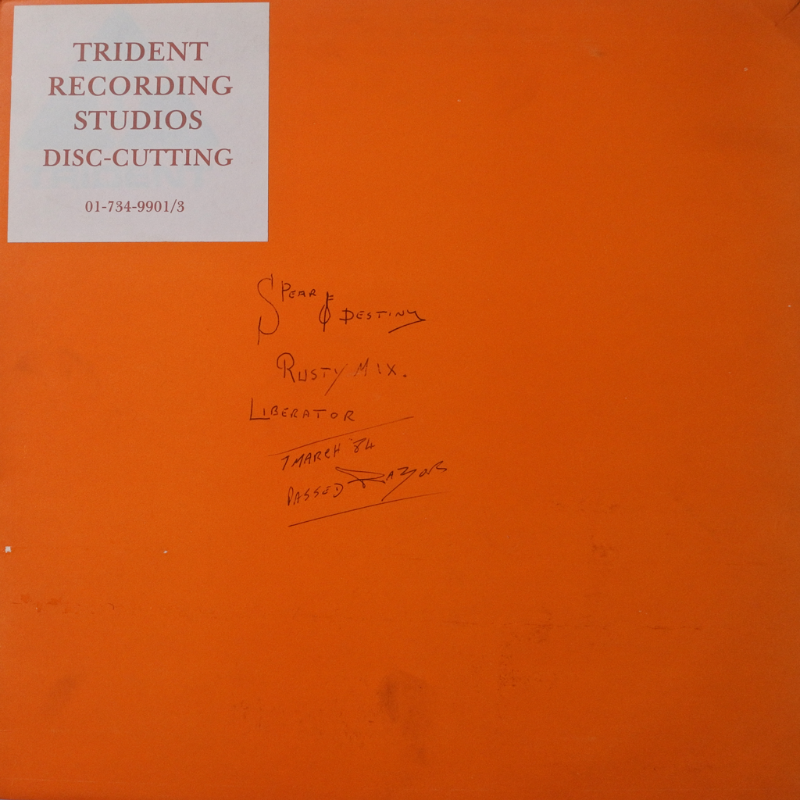 TRIDENT
RECORDING
STUDIOS
DISC-CUTTING
01-734-9901/3
SPEAR OF DESTINY
RUSTY MIX.
LIBERATOR
7 MARCH '84
PASSED RAZOR